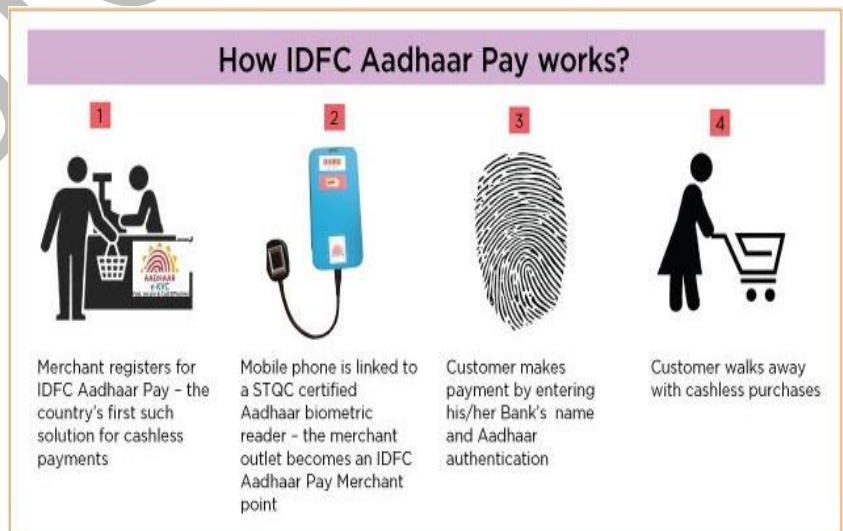 How IDFC Aadhaar Pay works?
1
2
3
4
AADHAAR
e-KYC
Merchant registers for
IDFC Aadhaar Pay – the
country's first such
solution for cashless
payments
Mobile phone is linked to
a STQC certified
Aadhaar biometric
reader – the merchant
outlet becomes an IDFC
Aadhaar Pay Merchant
point
Customer makes
payment by entering
his/her Bank's name
and Aadhaar
authentication
Customer walks away
with cashless purchases